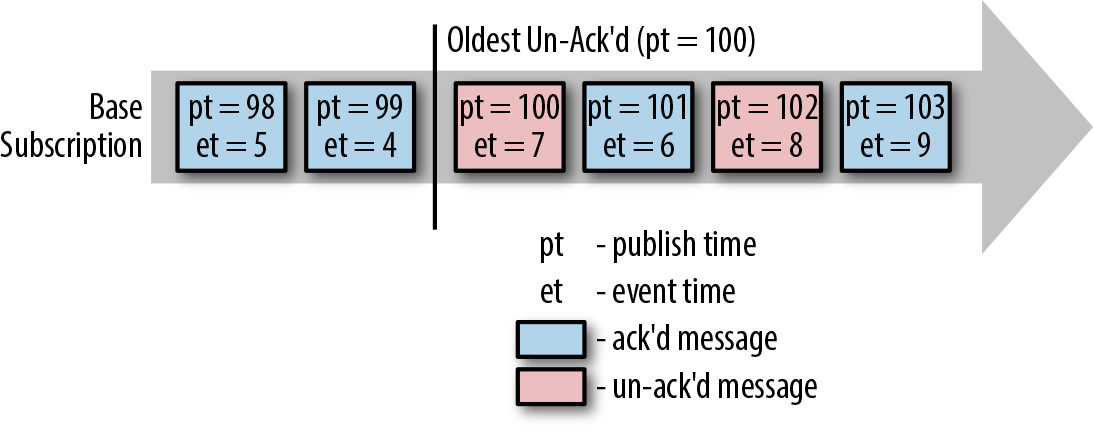 Oldest Un-Ack'd (pt = 100)
Base
Subscription
pt = 98
et = 5
pt = 99
et = 4
pt = 100
et = 7
pt = 101
et = 6
pt = 102
et = 8
pt = 103
et = 9
pt - publish time
et - event time
- ack'd message
- un-ack'd message